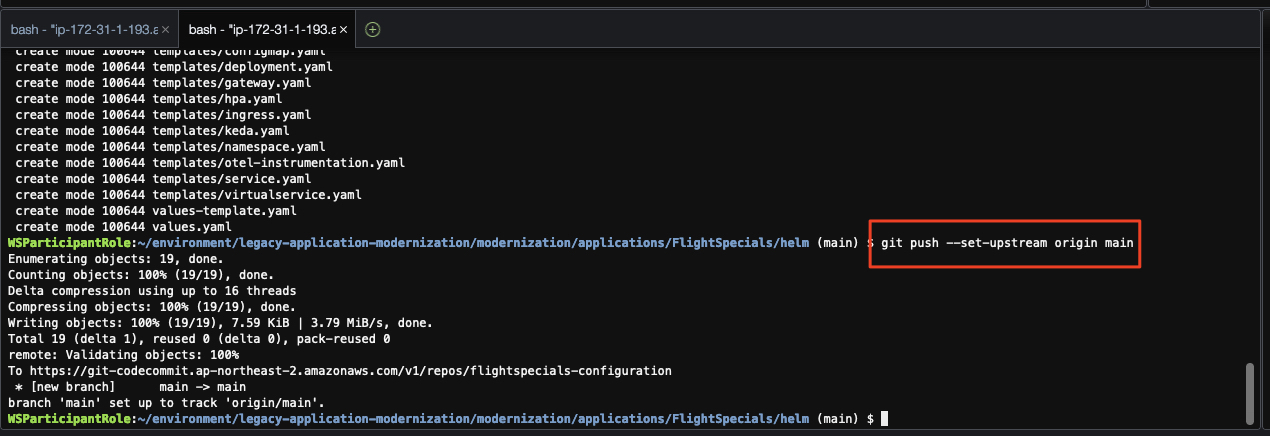 bash - "ip-172-31-1-193.a ×
bash - "ip-172-31-1-193.a ×
create mode 100644 templates/configmap.yaml
create mode 100644 templates/deployment.yaml
create mode 100644 templates/gateway.yaml
create mode 100644 templates/hpa.yaml
create mode 100644 templates/ingress.yaml
create mode 100644 templates/keda.yaml
create mode 100644 templates/namespace.yaml
create mode 100644 templates/otel-instrumentation.yaml
create mode 100644 templates/service.yaml
create mode 100644 templates/virtualservice.yaml
create mode 100644 values-template.yaml
create mode 100644 values.yaml
WSParticipantRole:~/environment/legacy-application-modernization/modernization/applications/FlightSpecials/helm (main) $ git push --set-upstream origin main
Enumerating objects: 19, done.
Counting objects: 100% (19/19), done.
Delta compression using up to 16 threads
Compressing objects: 100% (19/19), done.
Writing objects: 100% (19/19), 7.59 KiB | 3.79 MiB/s, done.
Total 19 (delta 1), reused 0 (delta 0), pack-reused 0
remote: Validating objects: 100%
To https://git-codecommit.ap-northeast-2.amazonaws.com/v1/repos/flightspecials-configuration
* [new branch] main -> main
branch 'main' set up to track 'origin/main'.
WSParticipantRole:~/environment/legacy-application-modernization/modernization/applications/FlightSpecials/helm (main) $